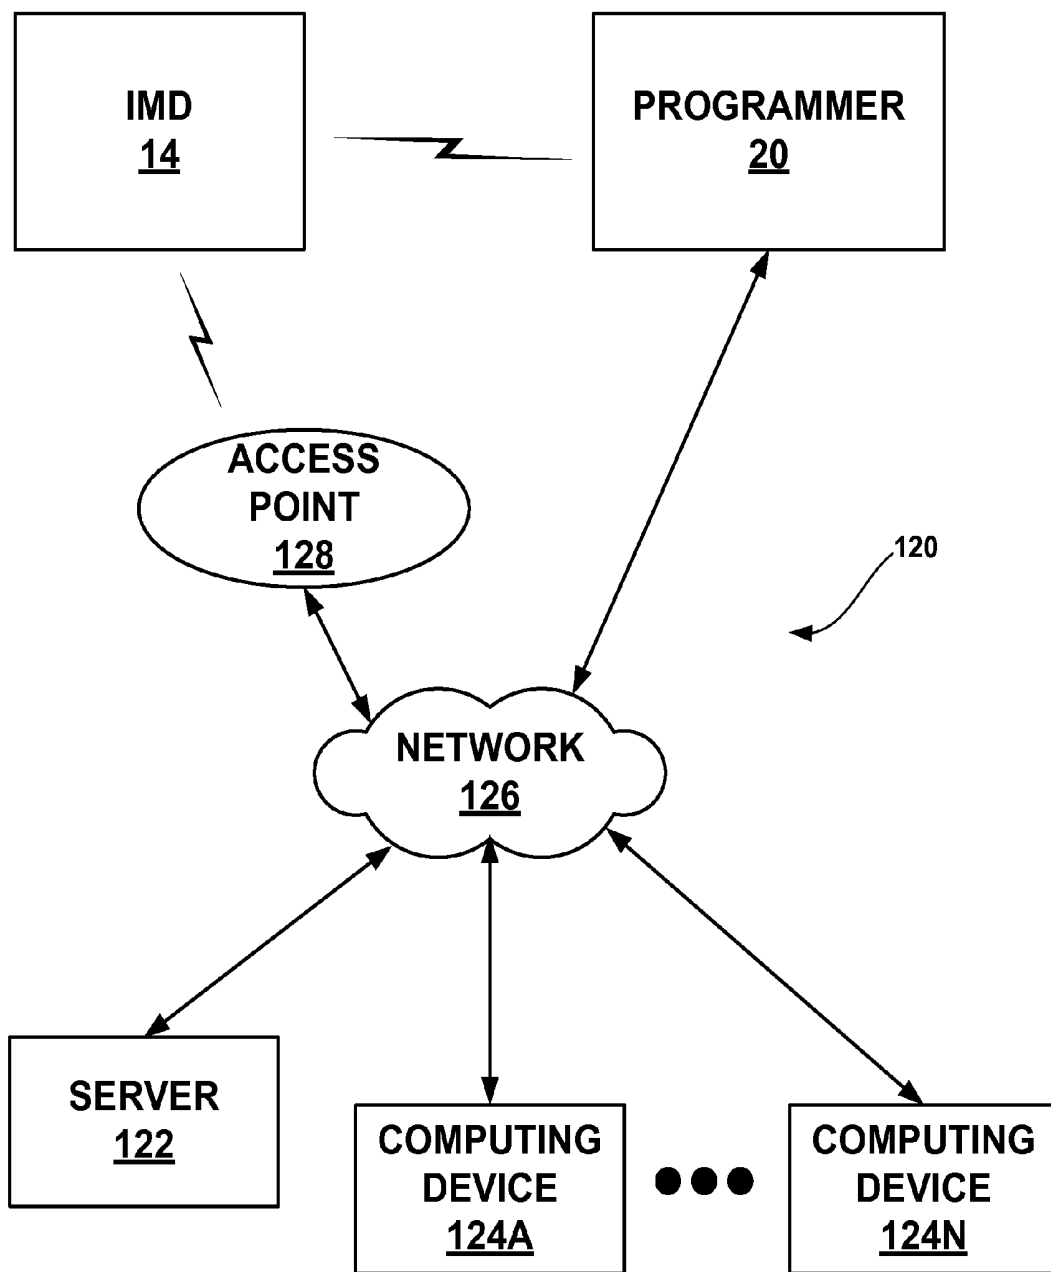 IMD
14
PROGRAMMER
20
ACCESS
POINT
128
120
NETWORK
126
SERVER
122
COMPUTING
DEVICE
124A
COMPUTING
DEVICE
124N